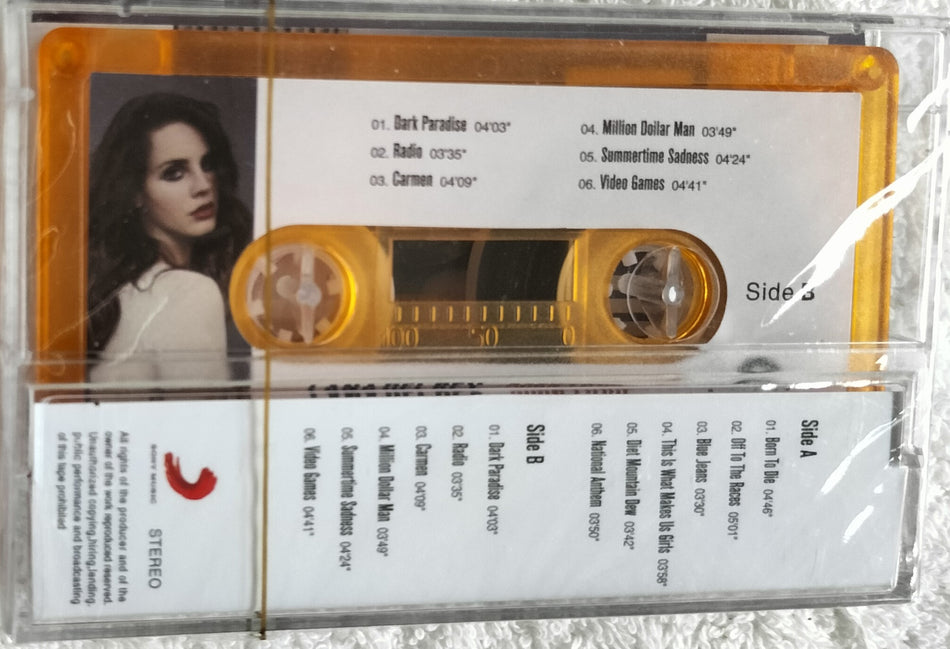 01. Dark Paradise 04'03"
02. Radio 03'35"
03. Carmen 04'09"
04. Million Dollar Man 03'49"
05. Summertime Sadness 04'24"
06. Video Games 04'41"
Side B
100 50 0
LANA DEL REY
Side A
01. Born To Die 04'46"
02. Off To The Races 05'01"
03. Blue Jeans 03'30"
04. This Is What Makes Us Girls 03'58"
05. Diet Mountain Dew 03'42"
06. National Anthem 03'50"
Side B
01. Dark Paradise 04'03"
02. Radio 03'35"
03. Carmen 04'09"
04. Million Dollar Man 03'49"
05. Summertime Sadness 04'24"
06. Video Games 04'41"
SONY MUSIC
STEREO
All rights of the producer and of the
owner of the work reproduced reserved.
Unauthorized copying,hiring,lending,
public performance and broadcasting
of this tape prohibited